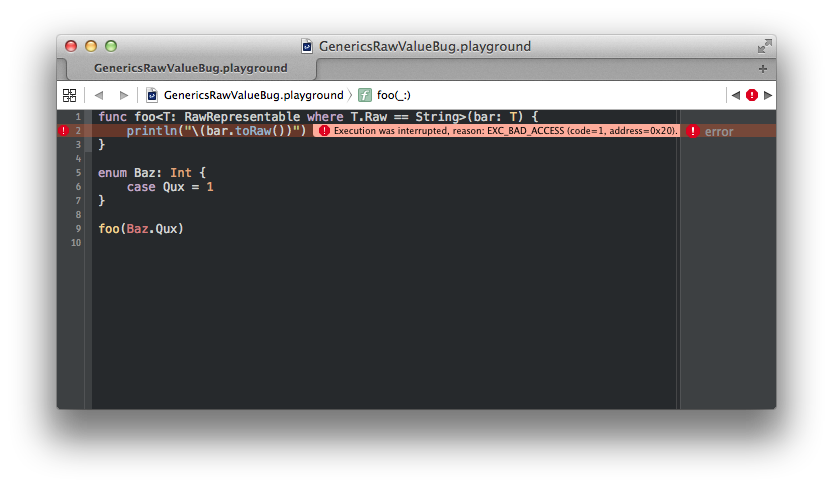 GenericsRawValueBug.playground
GenericsRawValueBug.playground
GenericsRawValueBug.playground 〉 f foo(_:)
1 func foo<T: RawRepresentable where T.Raw == String>(bar: T) {
2 println("\(bar.toRaw())") Execution was interrupted, reason: EXC_BAD_ACCESS (code=1, address=0x20). error
3 }
4
5 enum Baz: Int {
6 case Qux = 1
7 }
8
9 foo(Baz.Qux)
10